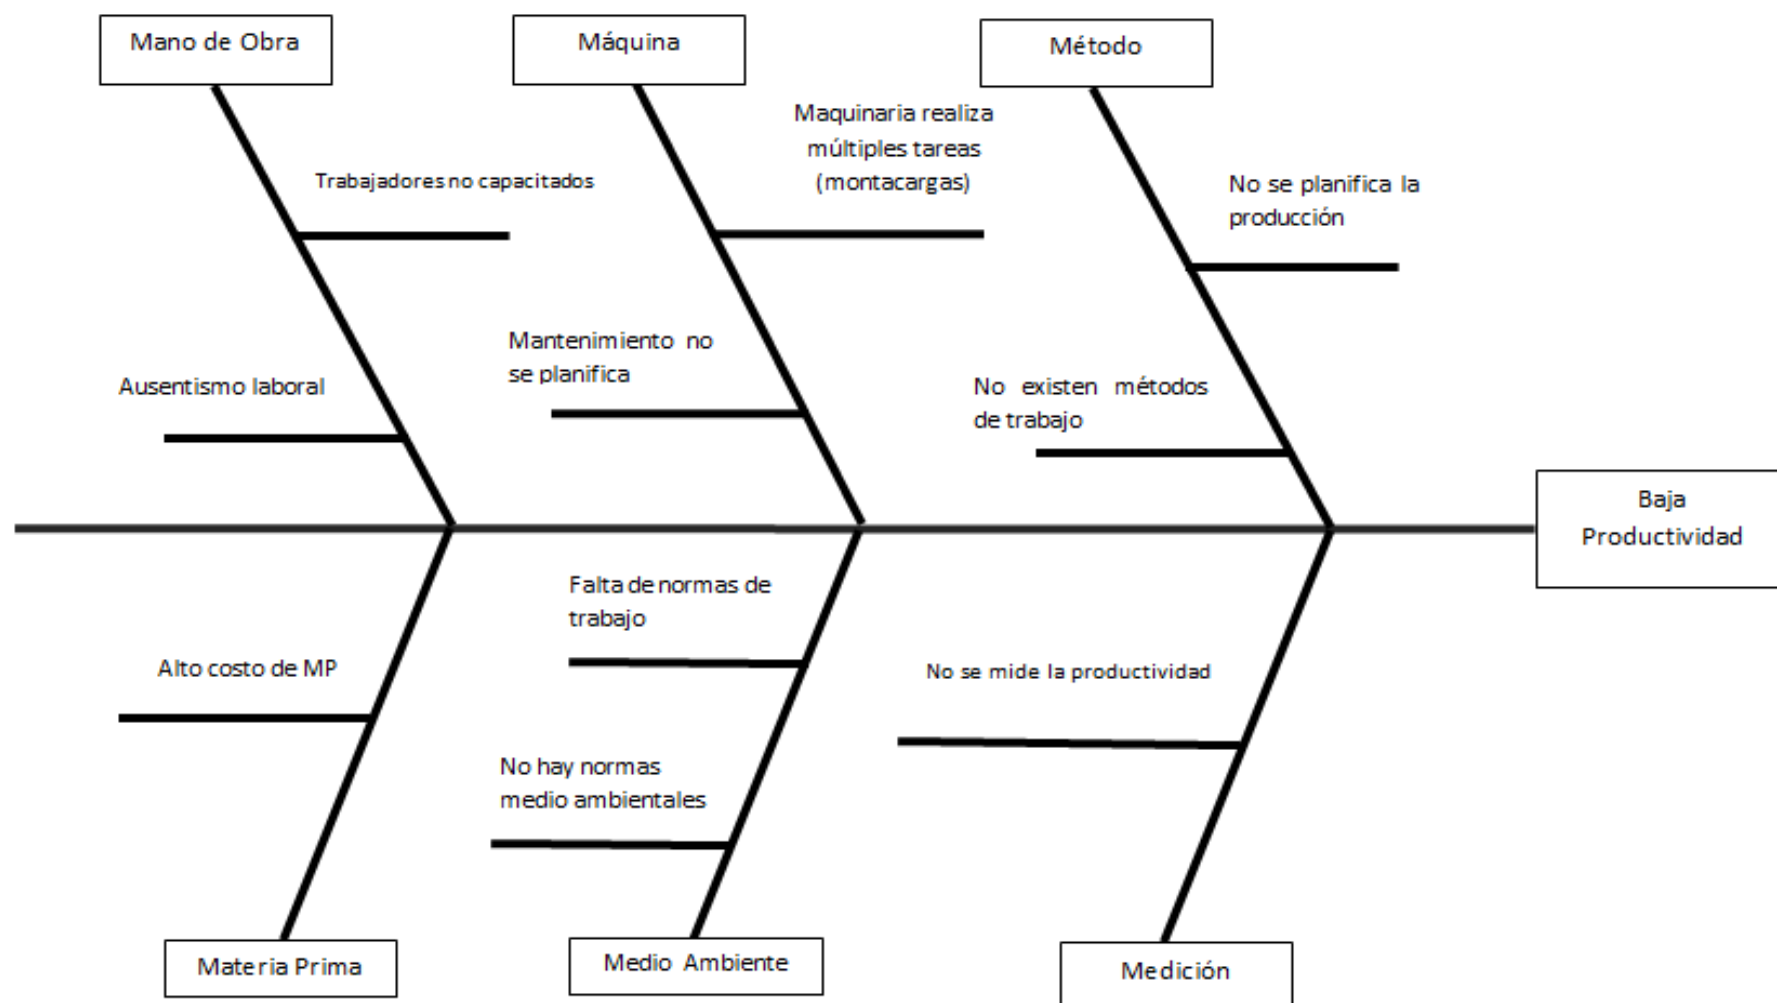 Mano de Obra
Máquina
Método
Maquinaria realiza
múltiples tareas
(montacargas)
Trabajadores no capacitados
No se planifica la
producción
Mantenimiento no
se planifica
Ausentismo laboral
No existen métodos
de trabajo
Baja
Productividad
Falta de normas de
trabajo
Alto costo de MP
No se mide la productividad
No hay normas
medio ambientales
Materia Prima
Medio Ambiente
Medición